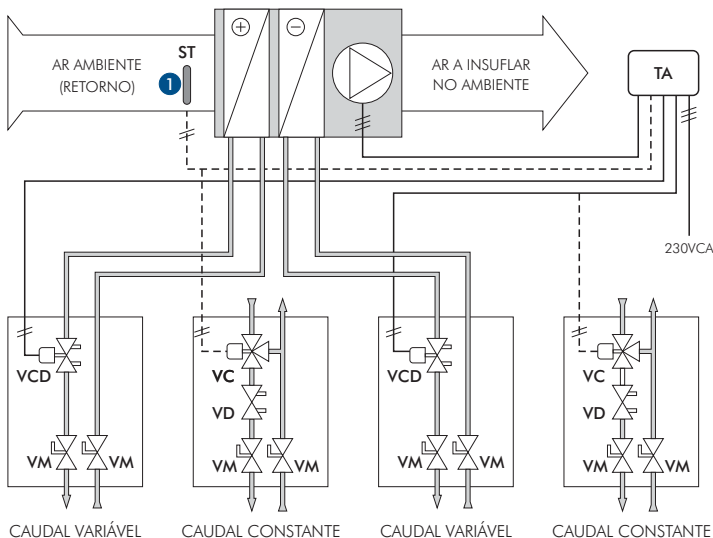 AR AMBIENTE
(RETORNO)
ST
1
+
−
AR A INSUFLAR
NO AMBIENTE
TA
230VCA
VCD
VM
VM
CAUDAL VARIÁVEL
VC
VD
VM
VM
CAUDAL CONSTANTE
VCD
VM
VM
CAUDAL VARIÁVEL
VC
VD
VM
VM
CAUDAL CONSTANTE